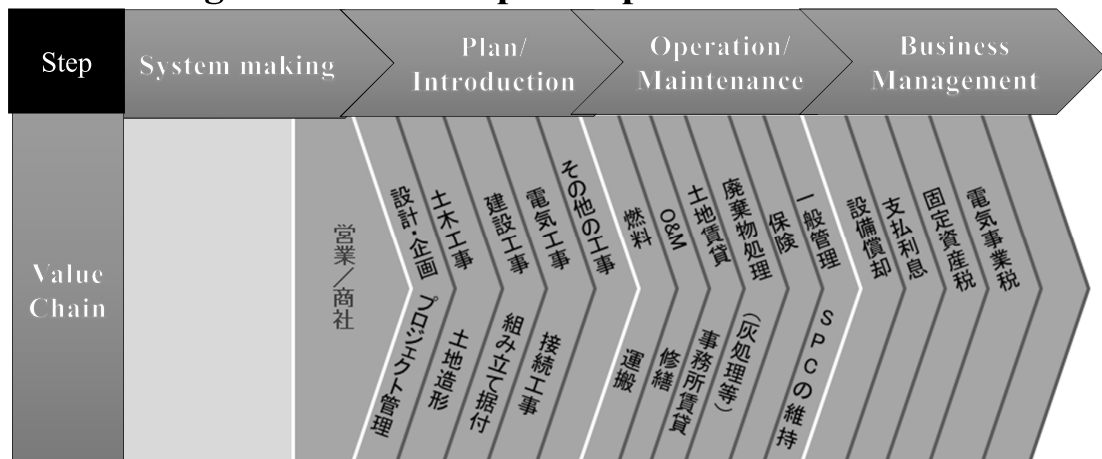 Step
System making
Plan/
Introduction
Operation/
Maintenance
Business
Management
Value
Chain
営業／商社
設計・企画
土木工事
建設工事
電気工事
その他の工事
プロジェクト管理
土地造形
組み立て据付
接続工事
燃料
O&M
土地賃貸
廃棄物処理
保険
一般管理
運搬
修繕
事務所賃貸
（灰処理等）
SPCの維持
設備償却
支払利息
固定資産税
電気事業税